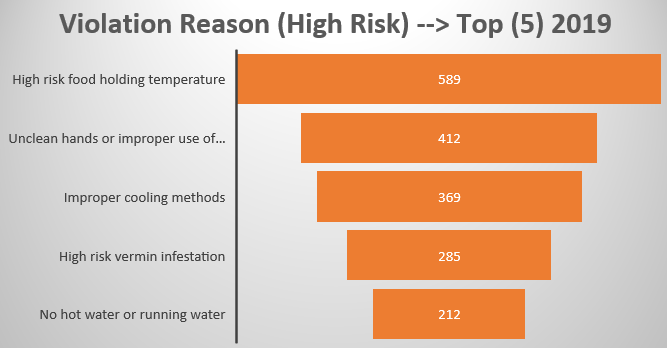 Violation Reason (High Risk) --> Top (5) 2019
High risk food holding temperature 589
Unclean hands or improper use of... 412
Improper cooling methods 369
High risk vermin infestation 285
No hot water or running water 212